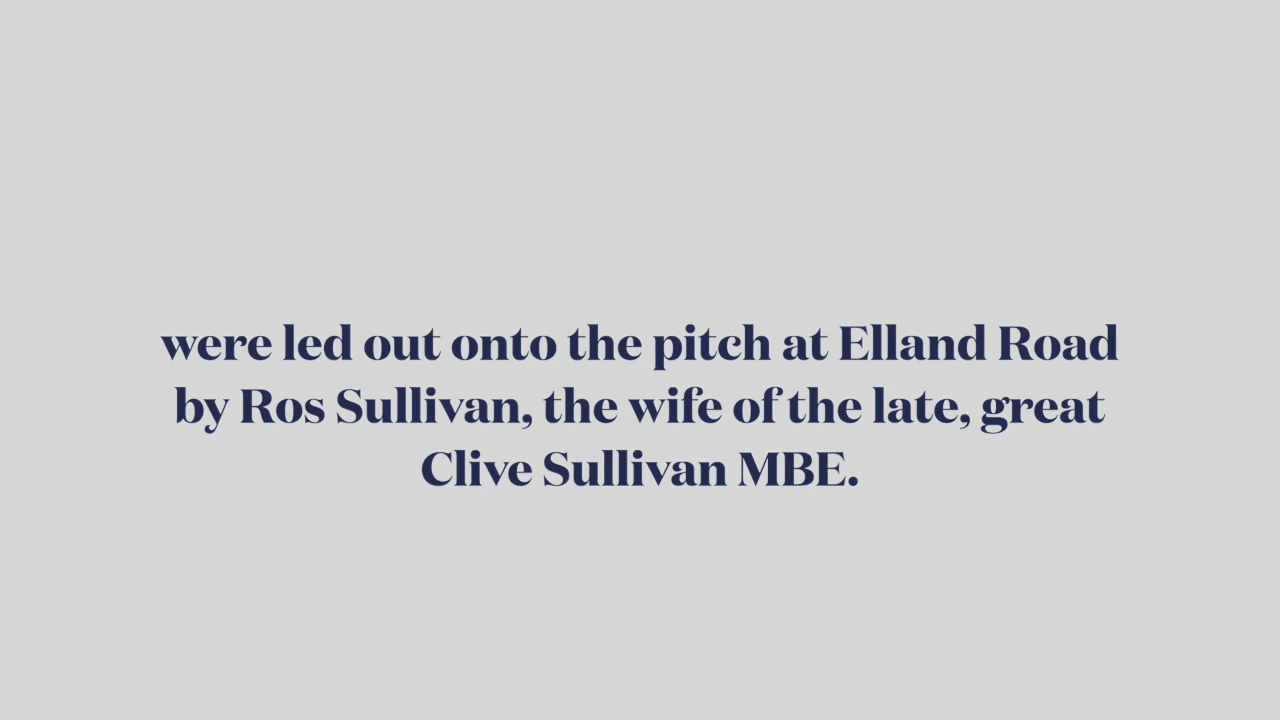 were led out onto the pitch at Elland Road
by Ros Sullivan, the wife of the late, great
Clive Sullivan MBE.